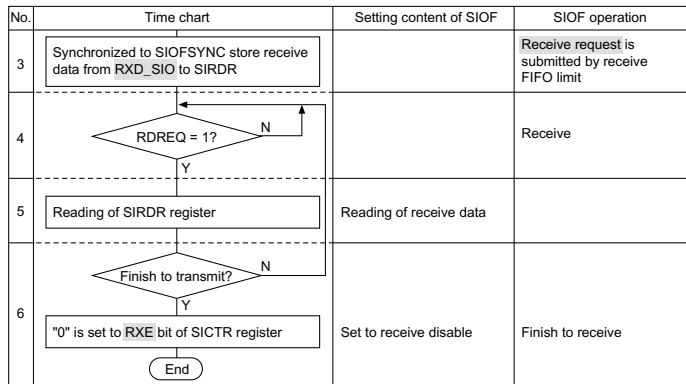 No.
Time chart
Setting content of SIOF
SIOF operation
3
Synchronized to SIOFSYNC store receive
data from RXD_SIO to SIRDR
Receive request is
submitted by receive
FIFO limit
4
RDREQ = 1?
N
Y
Receive
5
Reading of SIRDR register
Reading of receive data
6
Finish to transmit?
N
Y
"0" is set to RXE bit of SICTR register
Set to receive disable
Finish to receive
End